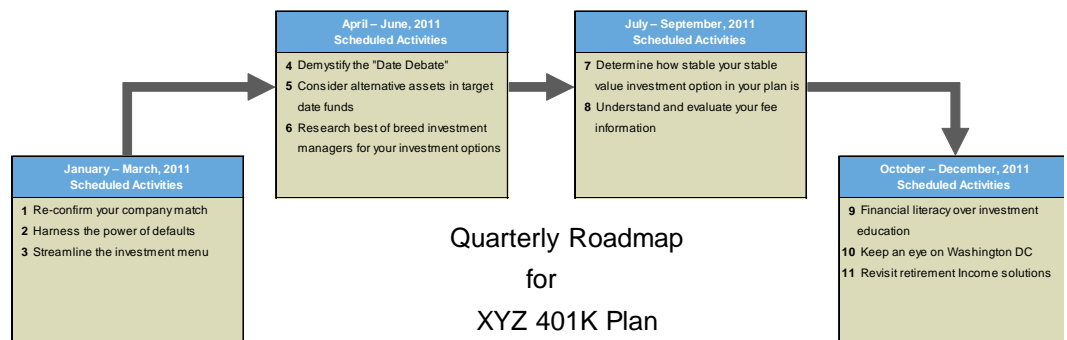 January – March, 2011
Scheduled Activities
1 Re-confirm your company match
2 Harness the power of defaults
3 Streamline the investment menu
April – June, 2011
Scheduled Activities
4 Demystify the "Date Debate"
5 Consider alternative assets in target
date funds
6 Research best of breed investment
managers for your investment options
July – September, 2011
Scheduled Activities
7 Determine how stable your stable
value investment option in your plan is
8 Understand and evaluate your fee
information
October – December, 2011
Scheduled Activities
9 Financial literacy over investment
education
10 Keep an eye on Washington DC
11 Revisit retirement Income solutions
Quarterly Roadmap
for
XYZ 401K Plan